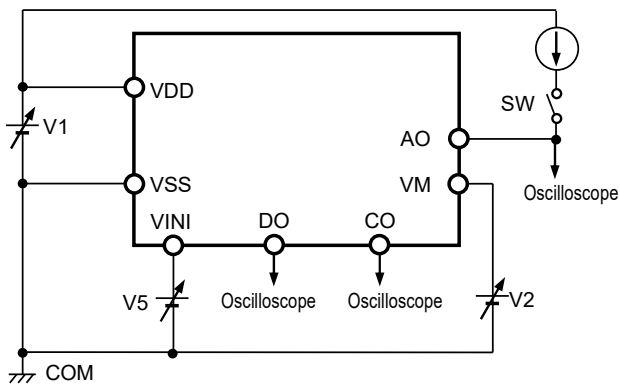 VDD
SW
V1
AO
VSS
VM
Oscilloscope
VINI
DO
CO
V5
Oscilloscope
Oscilloscope
V2
COM